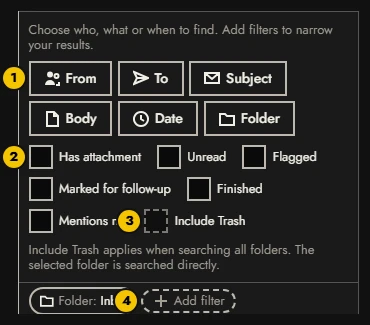 Choose who, what or when to find. Add filters to narrow
your results.
1 From To Subject
Body Date Folder
2 Has attachment Unread Flagged
Marked for follow-up Finished
Mentions 3 Include Trash
Include Trash applies when searching all folders. The
selected folder is searched directly.
Folder: 4 Add filter